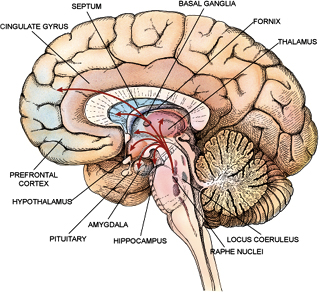 BASAL GANGLIA
SEPTUM
FORNIX
CINGULATE GYRUS
THALAMUS
PREFRONTAL
CORTEX
HYPOTHALAMUS
AMYGDALA
PITUITARY
HIPPOCAMPUS
LOCUS COERULEUS
RAPHE NUCLEI